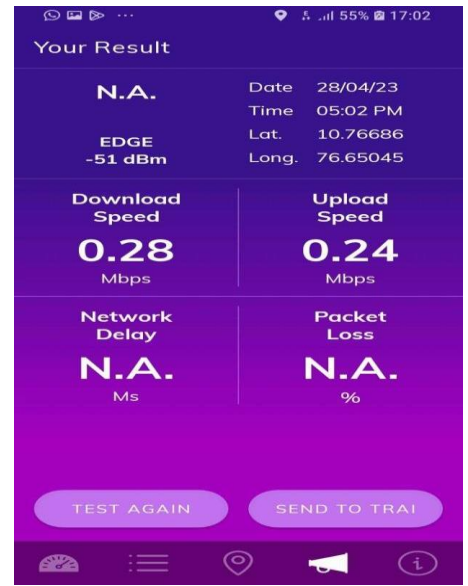 55% 17:02
Your Result
N.A.
EDGE
-51 dBm
Date 28/04/23
Time 05:02 PM
Lat. 10.76686
Long. 76.65045
Download
Speed
0.28
Mbps
Upload
Speed
0.24
Mbps
Network
Delay
N.A.
Ms
Packet
Loss
N.A.
%
TEST AGAIN
SEND TO TRAI